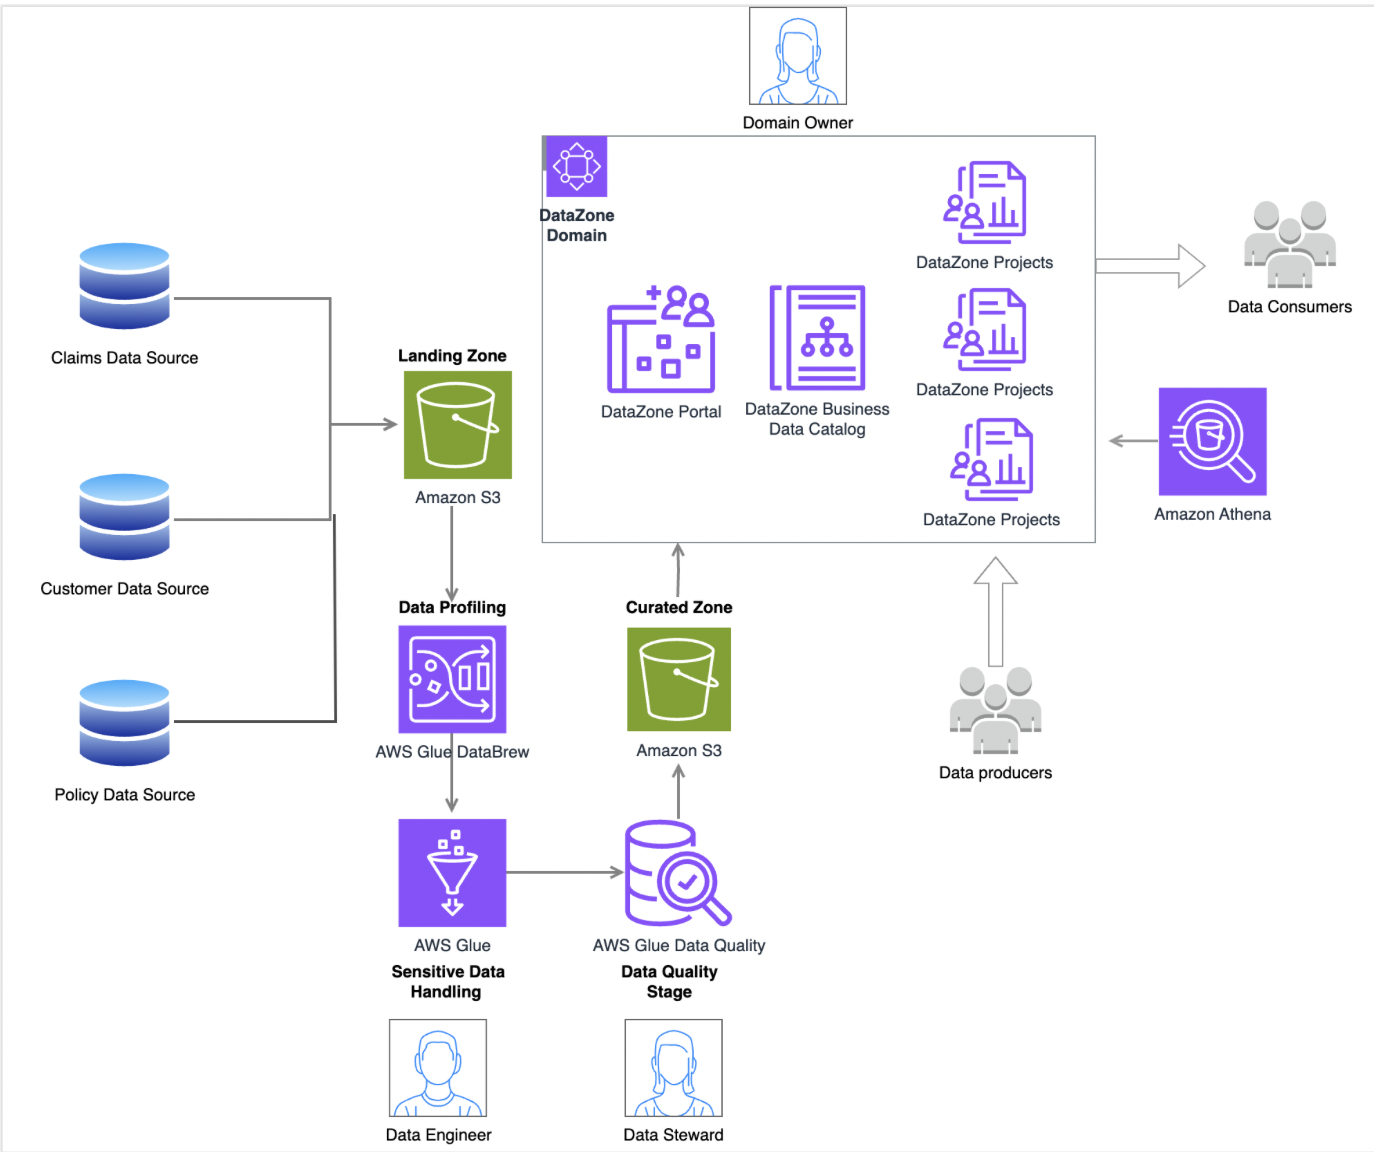 Domain Owner
DataZone
Domain
DataZone Projects
Data Consumers
DataZone Projects
DataZone Portal
DataZone Business
Data Catalog
DataZone Projects
Amazon Athena
Claims Data Source
Landing Zone
Amazon S3
Customer Data Source
Data Profiling
AWS Glue DataBrew
Curated Zone
Amazon S3
Data producers
Policy Data Source
AWS Glue
Sensitive Data
Handling
AWS Glue Data Quality
Data Quality
Stage
Data Engineer
Data Steward